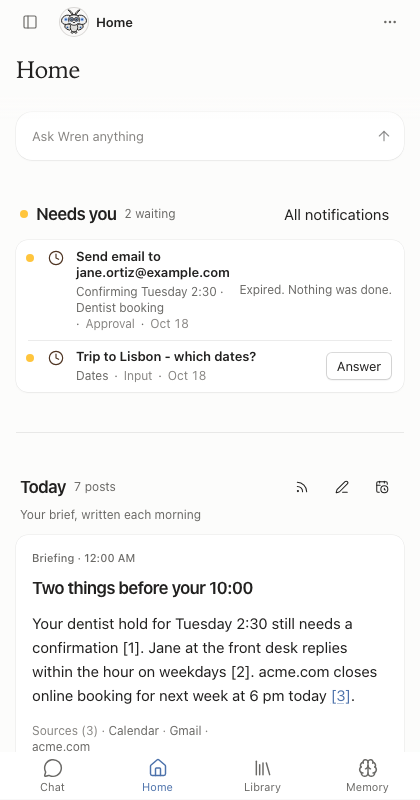 Home
Home
Ask Wren anything
Needs you 2 waiting All notifications
Send email to
jane.ortiz@example.com
Confirming Tuesday 2:30 · Expired. Nothing was done.
Dentist booking
· Approval · Oct 18
Trip to Lisbon - which dates?
Dates · Input · Oct 18
Answer
Today 7 posts
Your brief, written each morning
Briefing · 12:00 AM
Two things before your 10:00
Your dentist hold for Tuesday 2:30 still needs a
confirmation [1]. Jane at the front desk replies
within the hour on weekdays [2]. acme.com closes
online booking for next week at 6 pm today [3].
Sources (3) · Calendar · Gmail ·
acme.com
Chat Home Library Memory